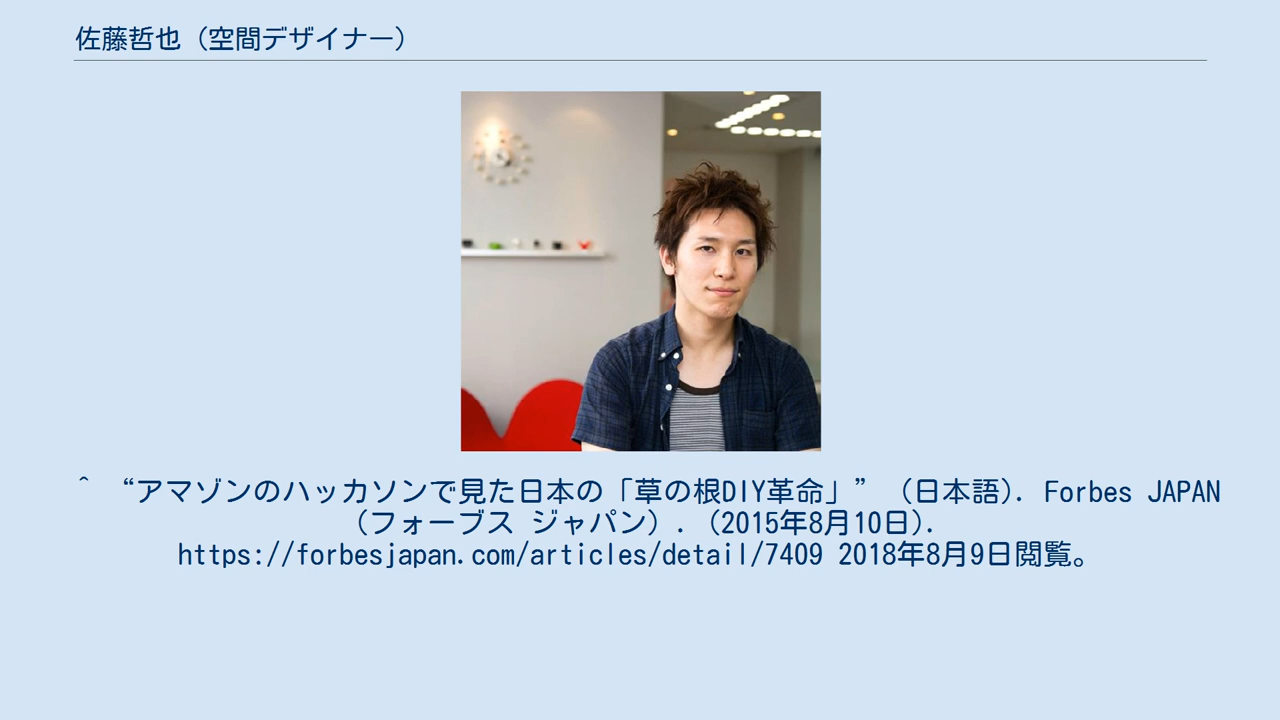 佐藤哲也（空間デザイナー）
^ “アマゾンのハッカソンで見た日本の「草の根DIY革命」” (日本語). Forbes JAPAN
（フォーブス ジャパン）. (2015年8月10日).
https://forbesjapan.com/articles/detail/7409 2018年8月9日閲覧。